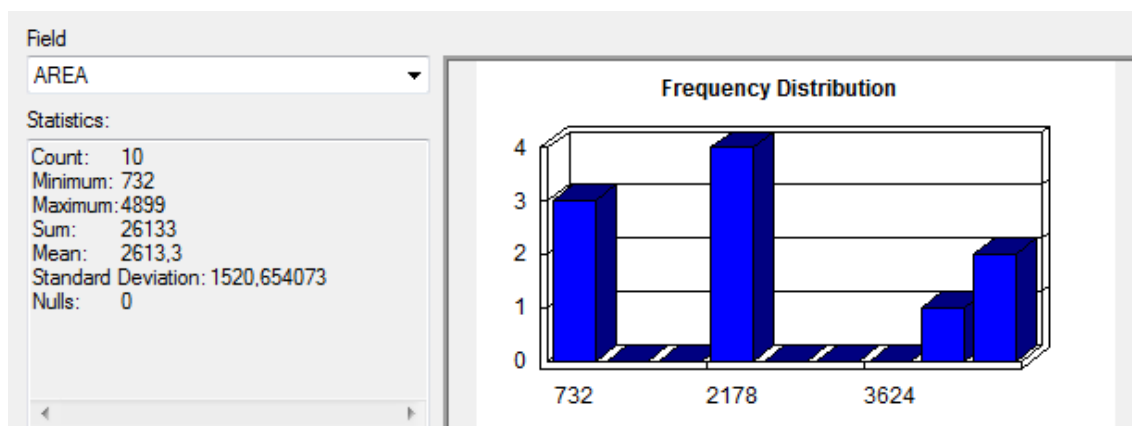 Field
AREA
Statistics:
Count: 10
Minimum: 732
Maximum: 4899
Sum: 26133
Mean: 2613,3
Standard Deviation: 1520,654073
Nulls: 0
Frequency Distribution
4
3
2
1
0
732 2178 3624